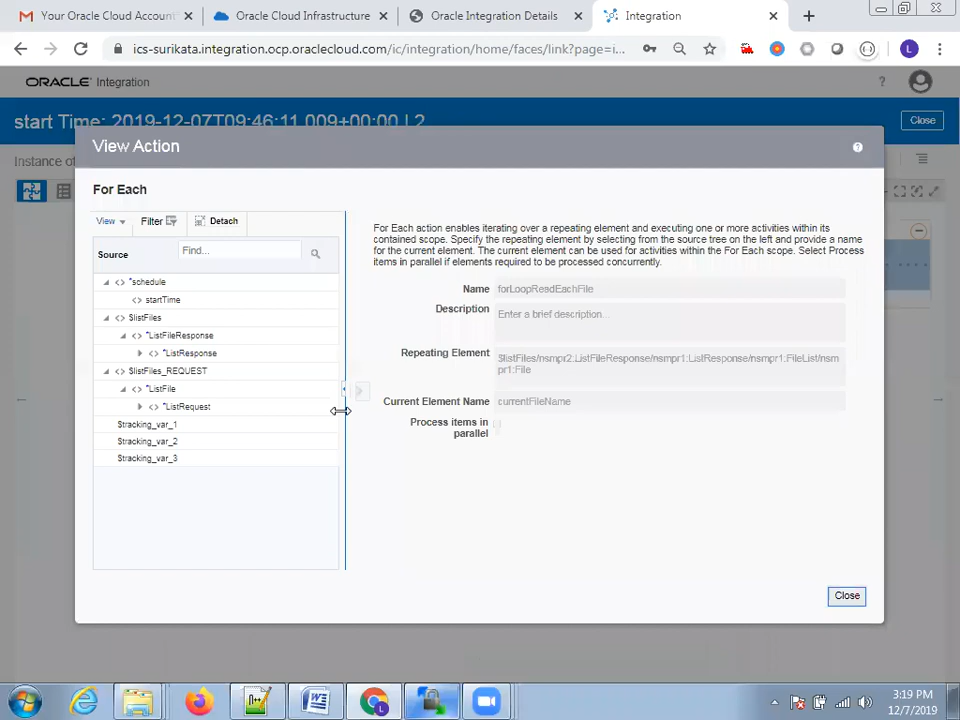 Your Oracle Cloud Account
Oracle Cloud Infrastructure
Oracle Integration Details
Integration
ics-surikata.integration.ocp.oraclecloud.com/ic/integration/home/faces/link?page=i...
L
ORACLE Integration
?
start Time: 2019-12-07T09:46:11.009+00:00 | 2
Close
Instance of
View Action
?
For Each
View
Filter
Detach
Source
Find...
*schedule
startTime
$listFiles
*ListFileResponse
*ListResponse
$listFiles_REQUEST
*ListFile
*ListRequest
$tracking_var_1
$tracking_var_2
$tracking_var_3
For Each action enables iterating over a repeating element and executing one or more activities within its
contained scope. Specify the repeating element by selecting from the source tree on the left and provide a name
for the current element. The current element can be used for activities within the For Each scope. Select Process
items in parallel if elements required to be processed concurrently.
Name forLoopReadEachFile
Description Enter a brief description...
Repeating Element $listFiles/nsmpr2:ListFileResponse/nsmpr1:ListResponse/nsmpr1:FileList/nsm
pr1:File
Current Element Name currentFileName
Process items in
parallel
Close
3:19 PM
12/7/2019